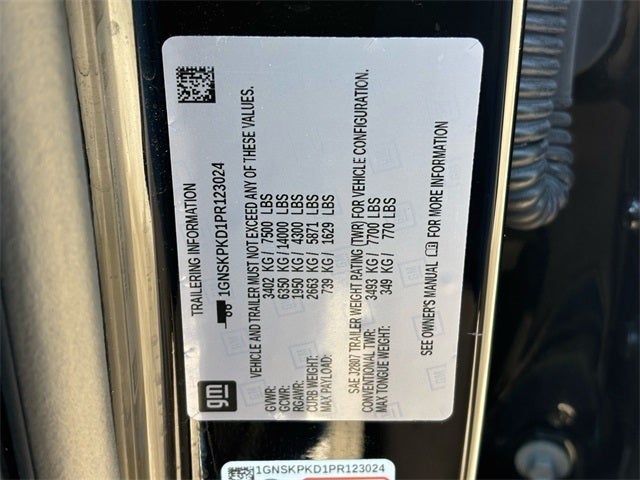 gm
TRAILERING INFORMATION
1GNSKPKD1PR123024
VEHICLE AND TRAILER MUST NOT EXCEED ANY OF THESE VALUES.
GVWR: 3402 KG / 7500 LBS
GCWR: 6350 KG / 14000 LBS
RGAWR: 1950 KG / 4300 LBS
CURB WEIGHT: 2663 KG / 5871 LBS
MAX PAYLOAD: 739 KG / 1629 LBS
SAE J2807 TRAILER WEIGHT RATING (TWR) FOR VEHICLE CONFIGURATION.
CONVENTIONAL TWR: 3493 KG / 7700 LBS
MAX TONGUE WEIGHT: 349 KG / 770 LBS
SEE OWNER'S MANUAL FOR MORE INFORMATION
1GNSKPKD1PR123024